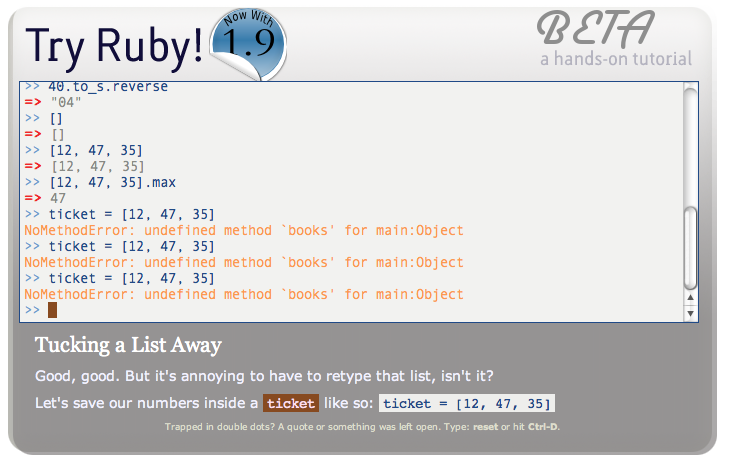 Try Ruby!
Now With
1.9
BETA
a hands-on tutorial
>> 40.to_s.reverse
=> "04"
>> []
=> []
>> [12, 47, 35]
=> [12, 47, 35]
>> [12, 47, 35].max
=> 47
>> ticket = [12, 47, 35]
NoMethodError: undefined method `books' for main:Object
>> ticket = [12, 47, 35]
NoMethodError: undefined method `books' for main:Object
>> ticket = [12, 47, 35]
NoMethodError: undefined method `books' for main:Object
>>
Tucking a List Away
Good, good. But it's annoying to have to retype that list, isn't it?
Let's save our numbers inside a ticket like so: ticket = [12, 47, 35]
Trapped in double dots? A quote or something was left open. Type: reset or hit Ctrl-D.